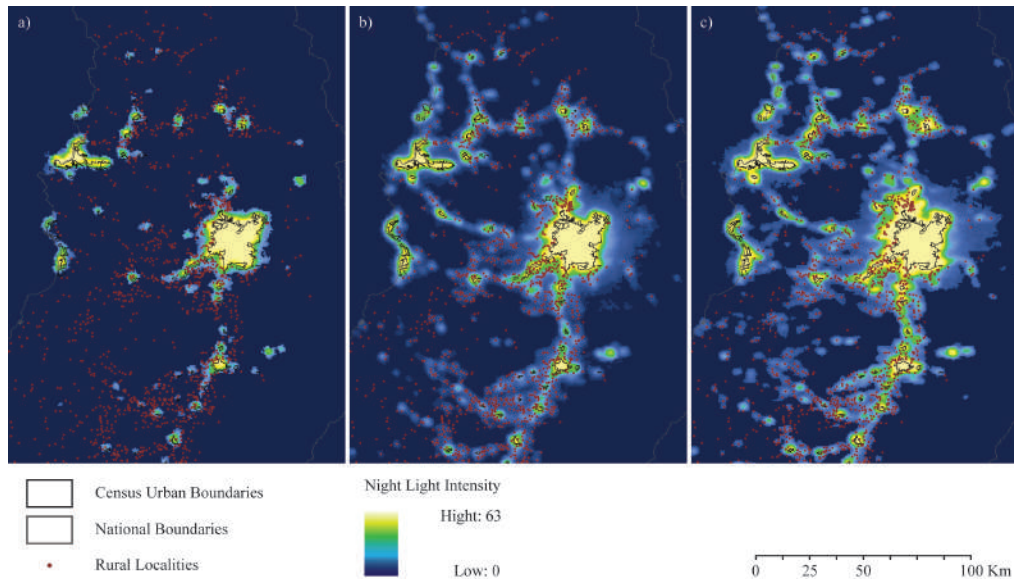 a)
b)
c)
Census Urban Boundaries
National Boundaries
Rural Localities
Night Light Intensity
Hight: 63
Low: 0
0 25 50 100 Km